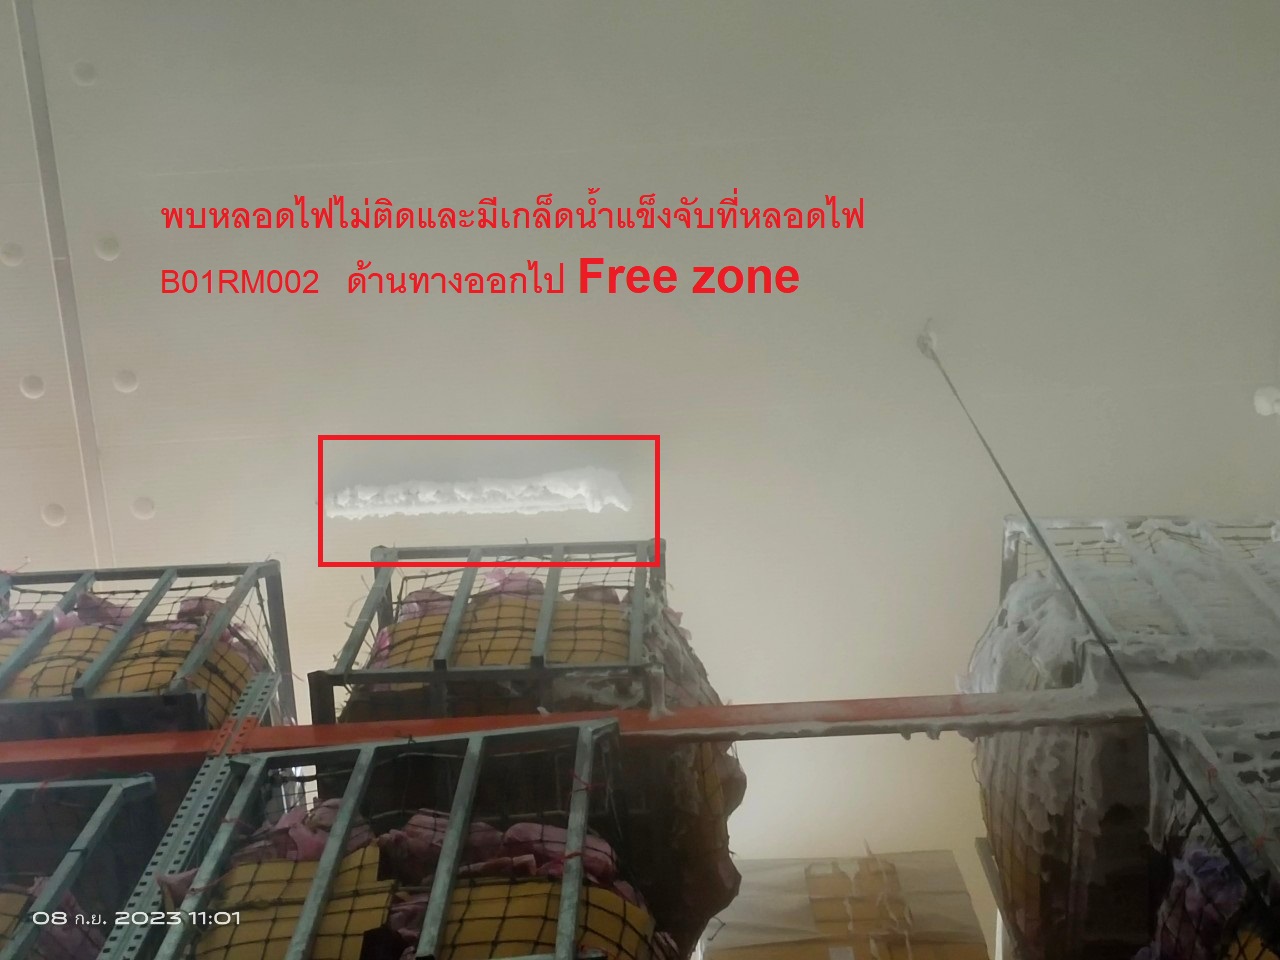 พบหลอดไฟไม่ติดและมีเกล็ดน้ำแข็งจับที่หลอดไฟ
B01RM002 ด้านทางออกไป Free zone
08 ก.ย. 2023 11:01